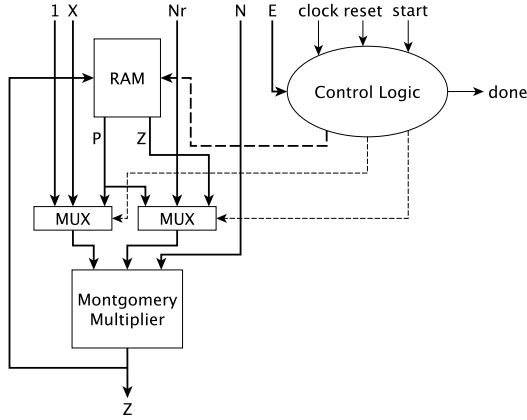 1 X Nr N E clock reset start
RAM
Control Logic
done
P Z
MUX MUX
Montgomery
Multiplier
Z